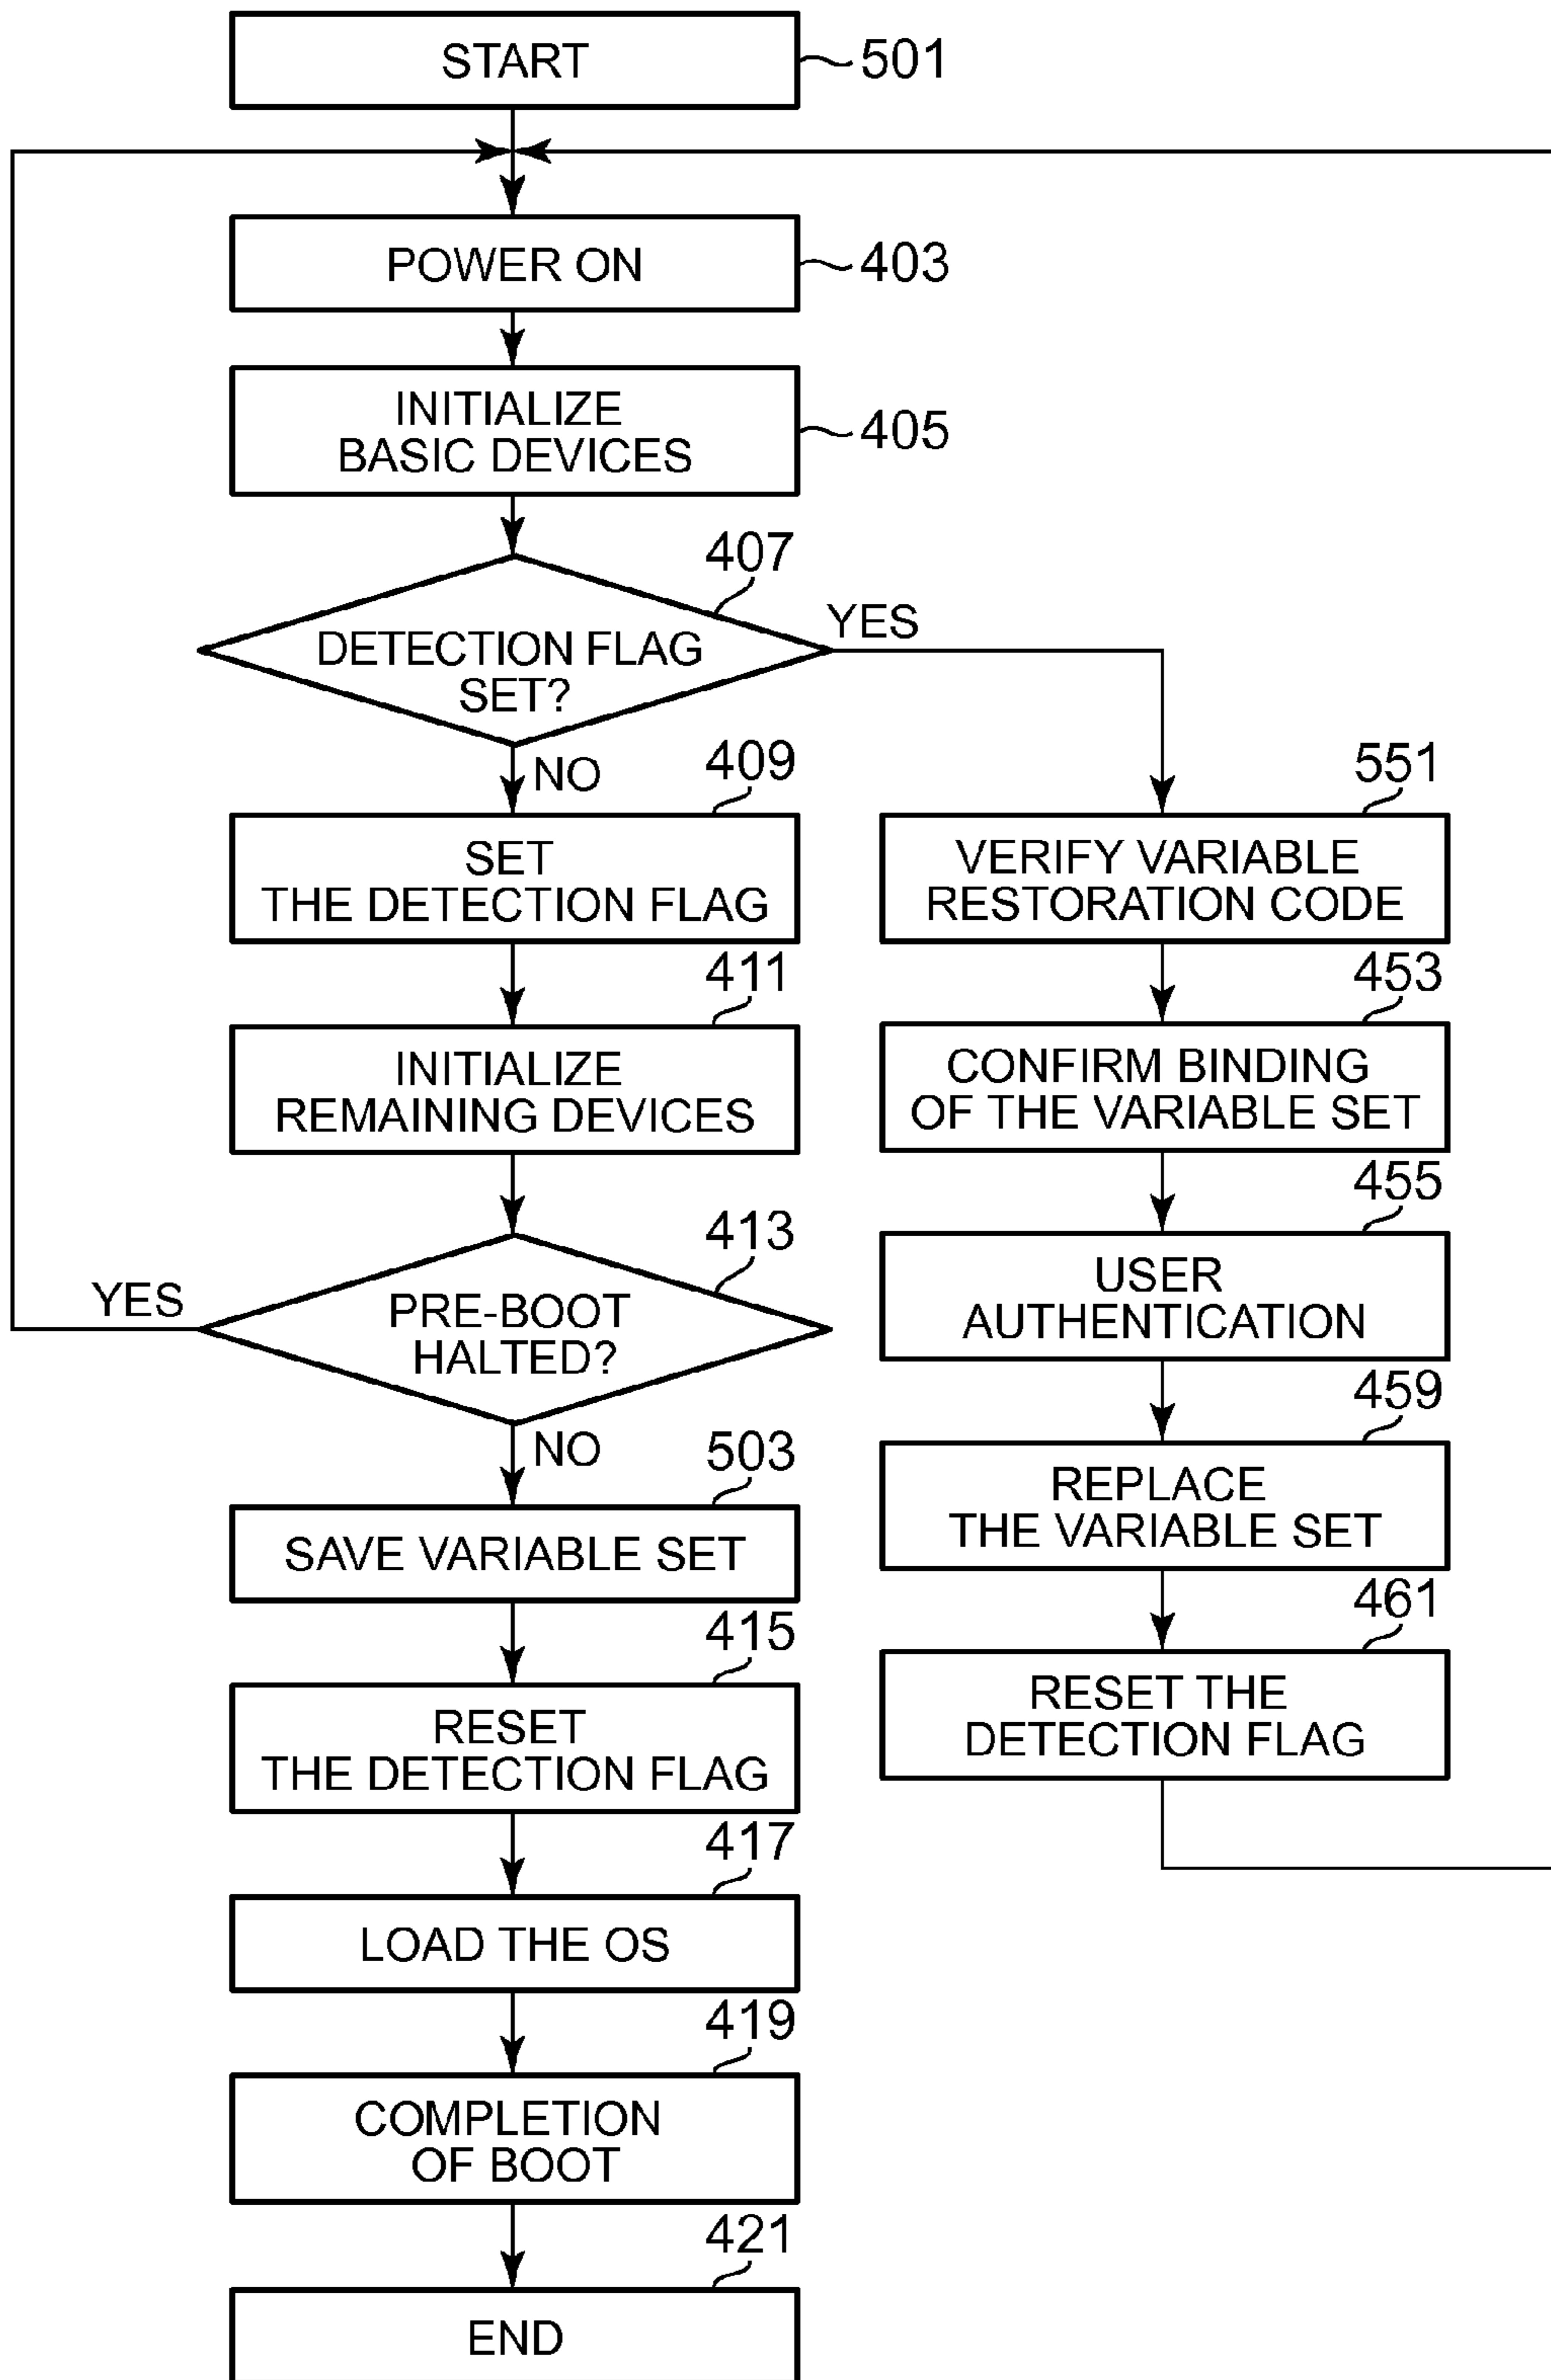 START
501
POWER ON
403
INITIALIZE
BASIC DEVICES
405
407
DETECTION FLAG
SET?
YES
NO
409
SET
THE DETECTION FLAG
411
INITIALIZE
REMAINING DEVICES
413
PRE-BOOT
HALTED?
YES
NO
503
SAVE VARIABLE SET
415
RESET
THE DETECTION FLAG
417
LOAD THE OS
419
COMPLETION
OF BOOT
421
END
551
VERIFY VARIABLE
RESTORATION CODE
453
CONFIRM BINDING
OF THE VARIABLE SET
455
USER
AUTHENTICATION
459
REPLACE
THE VARIABLE SET
461
RESET THE
DETECTION FLAG